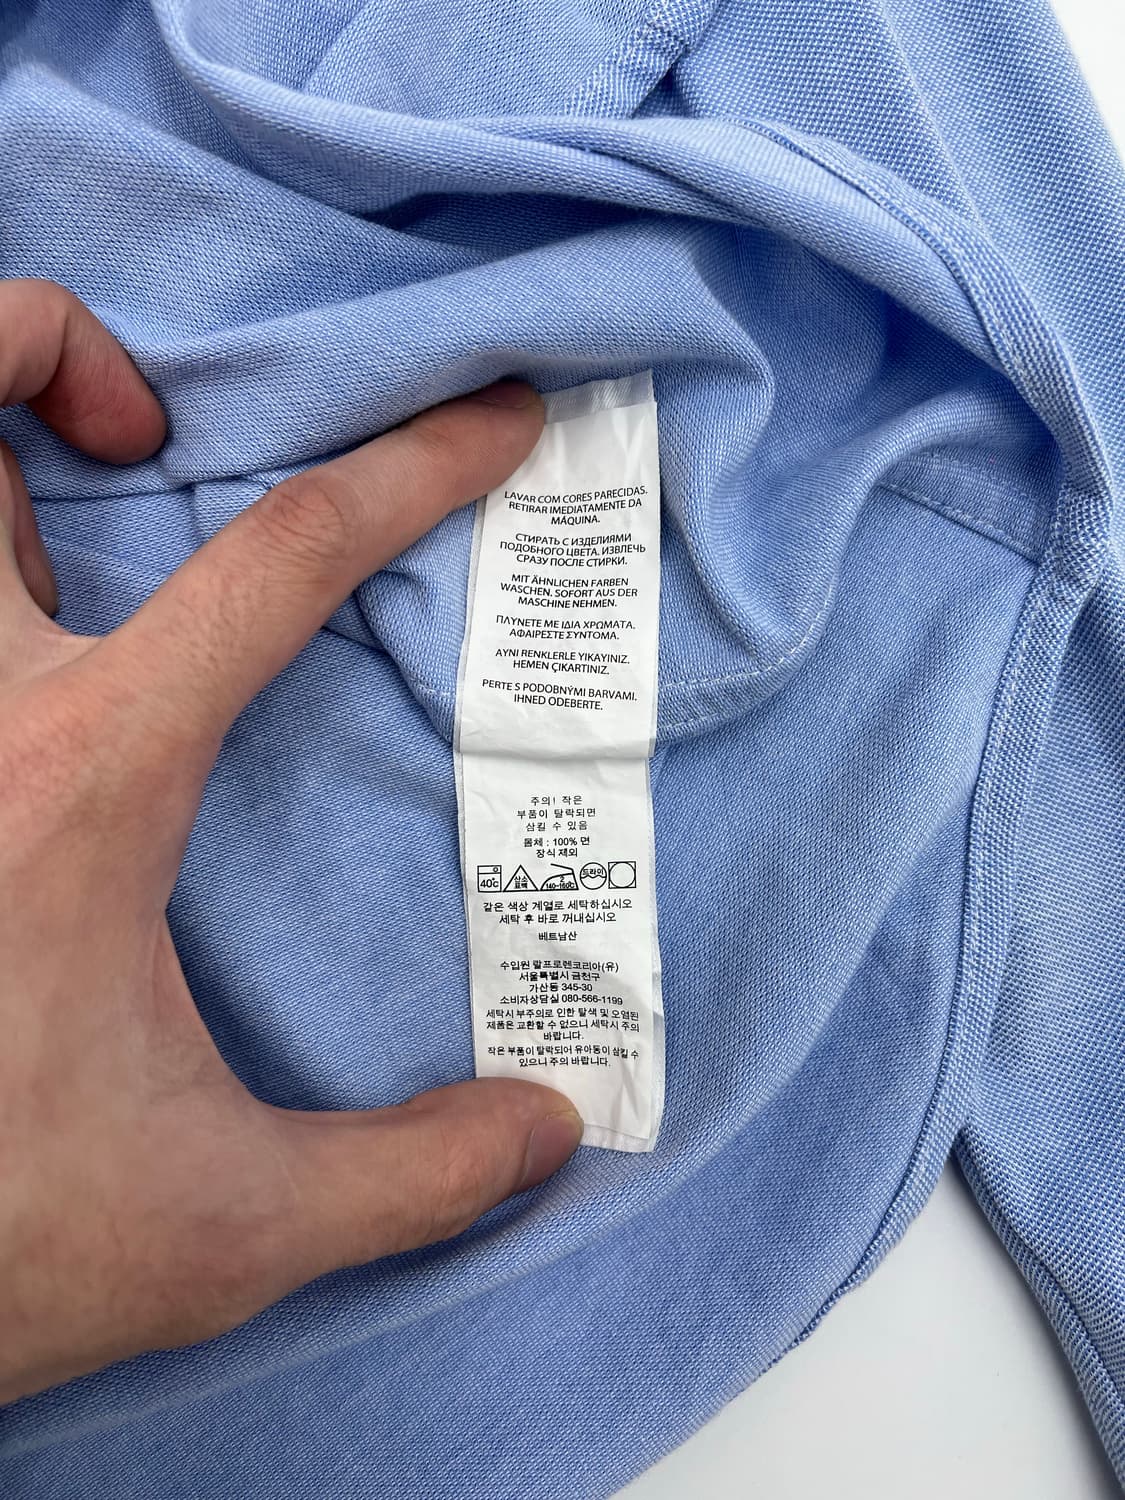 LAVAR COM CORES PARECIDAS.
RETIRAR IMEDIATAMENTE DA
MÁQUINA.
СТИРАТЬ С ИЗДЕЛИЯМИ
ПОДОБНОГО ЦВЕТА. ИЗВЛЕЧЬ
СРАЗУ ПОСЛЕ СТИРКИ.
MIT ÄHNLICHEN FARBEN
WASCHEN. SOFORT AUS DER
MASCHINE NEHMEN.
ΠΛΥΝΕΤΕ ΜΕ ΙΔΙΑ ΧΡΩΜΑΤΑ.
ΑΦΑΙΡΕΣΤΕ ΣΥΝΤΟΜΑ.
AYNI RENKLERLE YIKAYINIZ.
HEMEN ÇIKARTINIZ.
PERTE S PODOBNÝMI BARVAMI.
IHNED ODEBERTE.
주의! 작은
부품이 탈락되면
삼킬 수 있음
몸체 : 100% 면
장식 제외
40℃ 산소 표백 2 140-160℃ 드라이
같은 색상 계열로 세탁하십시오
세탁 후 바로 꺼내십시오
베트남산
수입원 랄프로렌코리아(유)
서울특별시 금천구
가산동 345-30
소비자상담실 080-566-1199
세탁시 부주의로 인한 탈색 및 오염된
제품은 교환할 수 없으니 세탁시 주의
바랍니다.
작은 부품이 탈락되어 유아동이 삼킬 수
있으니 주의 바랍니다.